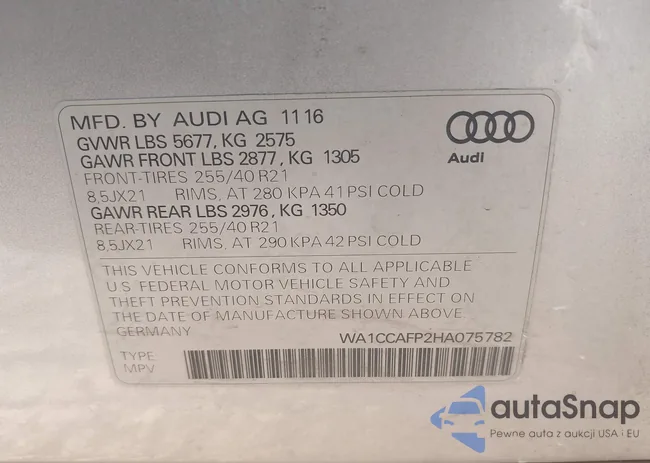 MFD. BY AUDI AG 11 16
GVWR LBS 5677, KG 2575
GAWR FRONT LBS 2877, KG 1305
FRONT-TIRES 255/40 R21
8,5JX21 RIMS, AT 280 KPA 41 PSI COLD
GAWR REAR LBS 2976, KG 1350
REAR-TIRES 255/40 R21
8,5JX21 RIMS, AT 290 KPA 42 PSI COLD
Audi
THIS VEHICLE CONFORMS TO ALL APPLICABLE
U.S. FEDERAL MOTOR VEHICLE SAFETY AND
THEFT PREVENTION STANDARDS IN EFFECT ON
THE DATE OF MANUFACTURE SHOWN ABOVE.
GERMANY
WA1CCAFP2HA075782
TYPE
MPV
autaSnap
Pewne auta z aukcji USA i EU